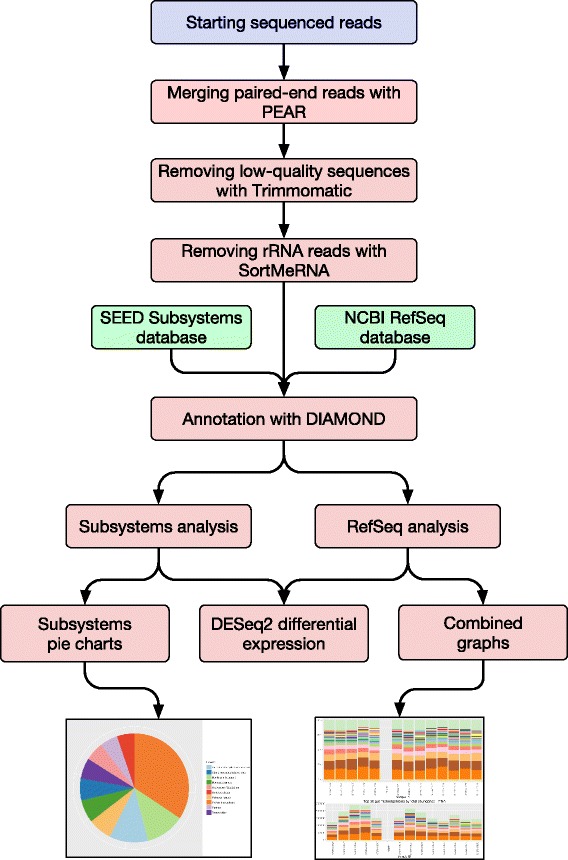 Starting sequenced reads
Merging paired-end reads with
PEAR
Removing low-quality sequences
with Trimmomatic
Removing rRNA reads with
SortMeRNA
SEED Subsystems
database
NCBI RefSeq
database
Annotation with DIAMOND
Subsystems analysis
RefSeq analysis
Subsystems
pie charts
DESeq2 differential
expression
Combined
graphs